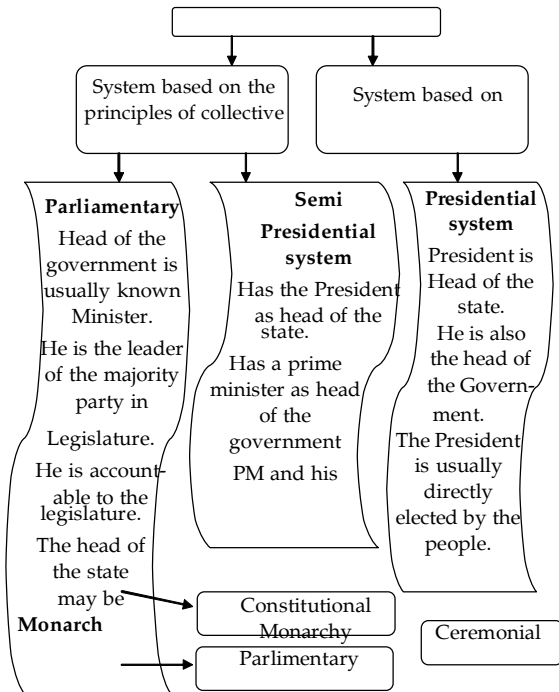 System based on the
principles of collective
System based on
Parliamentary
Head of the
government is
usually known
Minister.
He is the leader
of the majority
party in
Legislature.
He is account-
able to the
legislature.
The head of
the state
may be
Monarch
Semi
Presidential
system
Has the President
as head of the
state.
Has a prime
minister as head
of the
government
PM and his
Presidential
system
President is
Head of the
state.
He is also
the head of
the Govern-
ment.
The President
is usually
directly
elected by the
people.
Constitutional
Monarchy
Parlimentary
Ceremonial